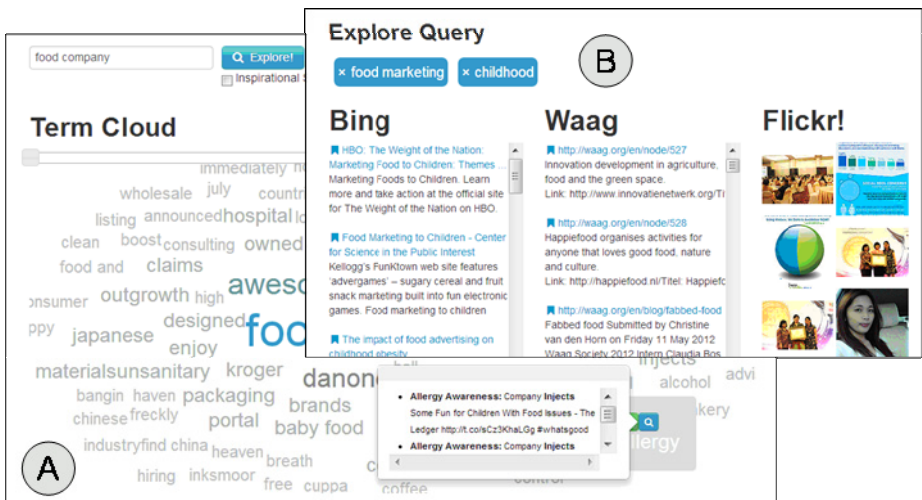 Explore Query
B
× food marketing × childhood
Bing
HBO: The Weight of the Nation:
Marketing Food to Children: Themes ...
Marketing Foods to Children. Learn
more and take action at the official site
for The Weight of the Nation on HBO.
Food Marketing to Children - Center
for Science in the Public Interest
Kellogg's FunKtown web site features
'advergames' – sugary cereal and fruit
snack marketing built into fun electronic
games. Food marketing to children
The impact of food advertising on
childhood obesity
Waag
http://waag.org/en/node/527
Innovation development in agriculture,
food and the green space.
Link: http://www.innovatienetwerk.org/Ti
http://waag.org/en/node/528
Happiefood organises activities for
anyone that loves good food, nature
and culture.
Link: http://happiefood.nl/Titel: Happiefo
http://waag.org/en/blog/fabbed-food
Fabbed food Submitted by Christine
van den Horn on Friday 11 May 2012
Waag Society 2012 Intern Claudia Bos
Flickr!
food company
Explore!
Inspirational
Term Cloud
immediately
wholesale july countr
listing announced hospital
clean boost consulting owned
food and claims
onsumer outgrowth high aweso
ppy japanese designed foo
enjoy
materials unsanitary kroger danon injects
bangin haven packaging brands alcohol advi
chinese freckly portal baby food kery
industry find china heaven breath
hiring inksmoor free cuppa coffee control
allergy
• Allergy Awareness: Company Injects
Some Fun for Children With Food Issues - The
Ledger http://t.co/sCz3KhaLGg #whatsgood
• Allergy Awareness: Company Injects
A